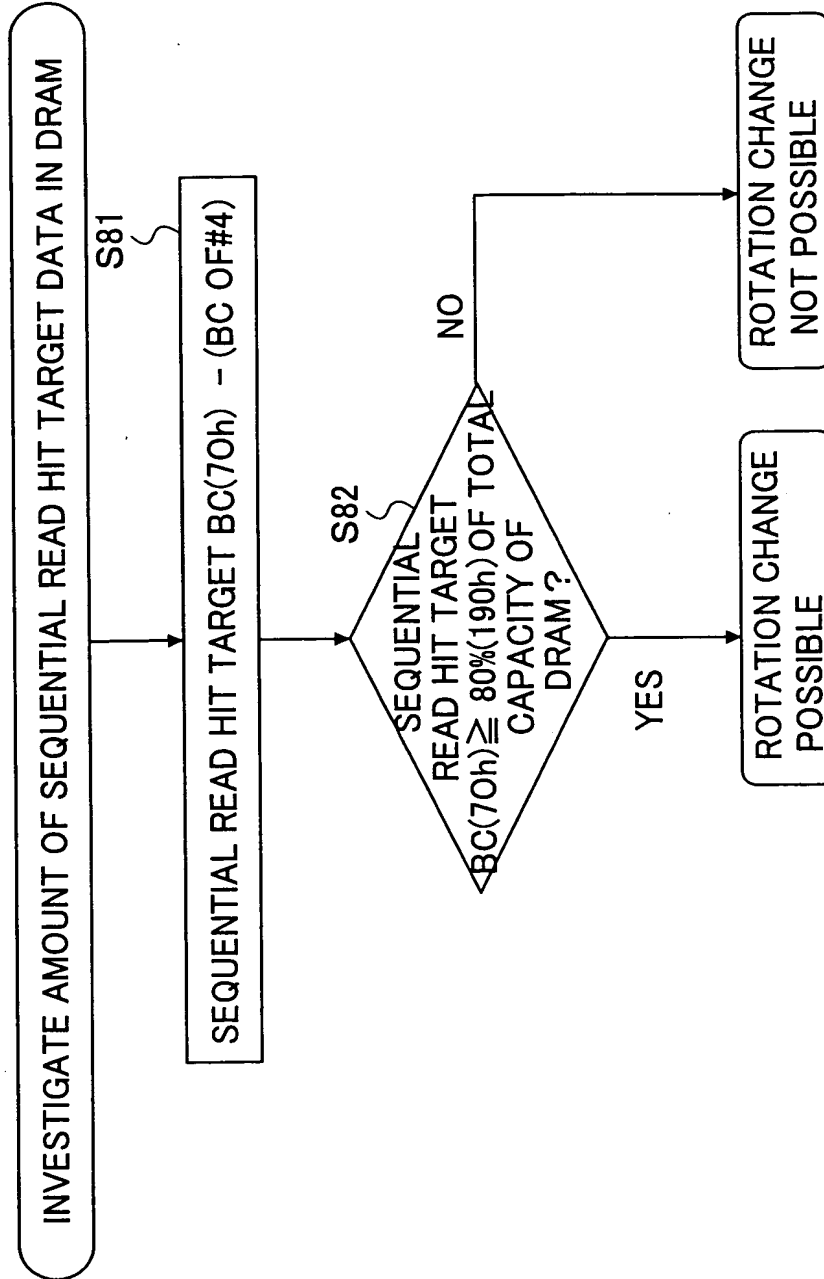 INVESTIGATE AMOUNT OF SEQUENTIAL READ HIT TARGET DATA IN DRAM
S81
SEQUENTIAL READ HIT TARGET BC(70h) – (BC OF#4)
S82
SEQUENTIAL
READ HIT TARGET
BC(70h)≧ 80%(190h)OF TOTAL
CAPACITY OF
DRAM?
NO
YES
ROTATION CHANGE
POSSIBLE
ROTATION CHANGE
NOT POSSIBLE